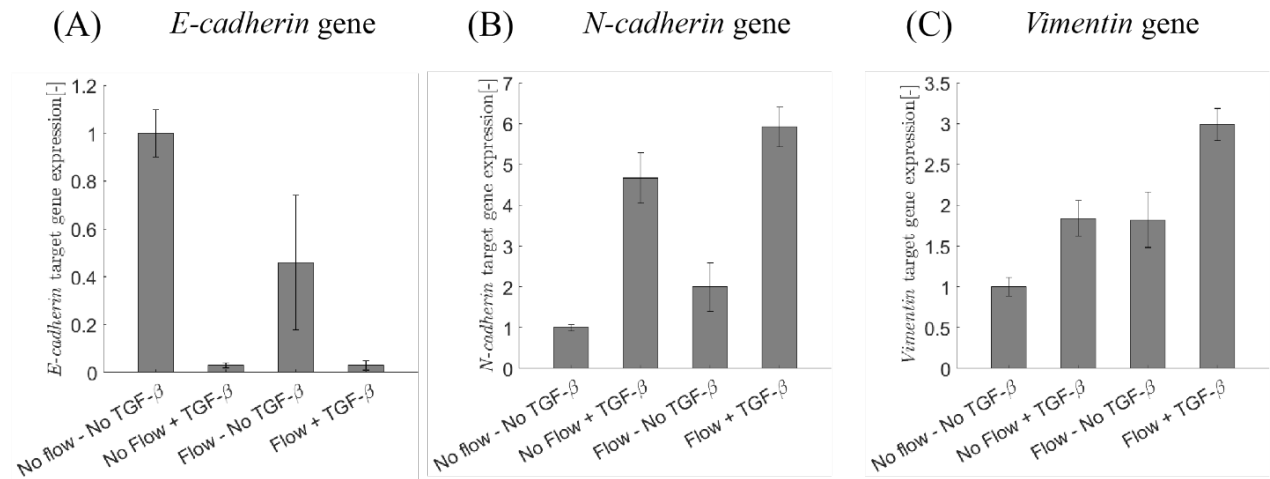 (A) E-cadherin gene
E-cadherin target gene expression[-]
1.2
1
0.8
0.6
0.4
0.2
0
No flow - No TGF-β
No Flow + TGF-β
Flow - No TGF-β
Flow + TGF-β
(B) N-cadherin gene
N-cadherin target gene expression[-]
7
6
5
4
3
2
1
0
No flow - No TGF-β
No Flow + TGF-β
Flow - No TGF-β
Flow + TGF-β
(C) Vimentin gene
Vimentin target gene expression[-]
3.5
3
2.5
2
1.5
1
0.5
0
No flow - No TGF-β
No Flow + TGF-β
Flow - No TGF-β
Flow + TGF-β